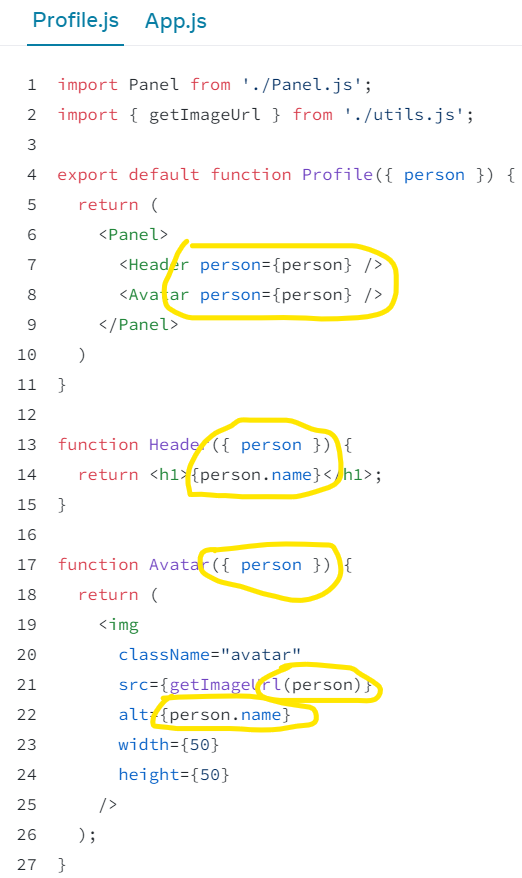 Profile.js App.js
1 import Panel from './Panel.js';
2 import { getImageUrl } from './utils.js';
3
4 export default function Profile({ person }) {
5   return (
6     <Panel>
7       <Header person={person} />
8       <Avatar person={person} />
9     </Panel>
10   )
11 }
12
13 function Header({ person }) {
14   return <h1>{person.name}</h1>;
15 }
16
17 function Avatar({ person }) {
18   return (
19     <img
20       className="avatar"
21       src={getImageUrl(person)}
22       alt={person.name}
23       width={50}
24       height={50}
25     />
26   );
27 }